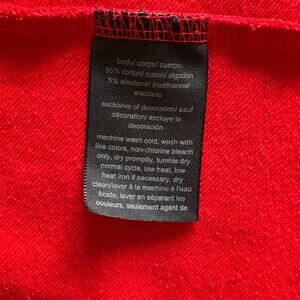 body/ corps/ cuerpo:
95% cotton/ coton/ algodón
5% elastane/ élasthanne/
elastano
exclusive of decoration/ sauf
décoration/ excluye le
decoración
machine wash cold, wash with
like colors, non-chlorine bleach
only, dry promptly, tumble dry
normal cycle, low heat, low
heat iron if necessary, dry
clean/laver à la machine à l'eau
froide, laver en séparant les
couleurs, seulement agent de